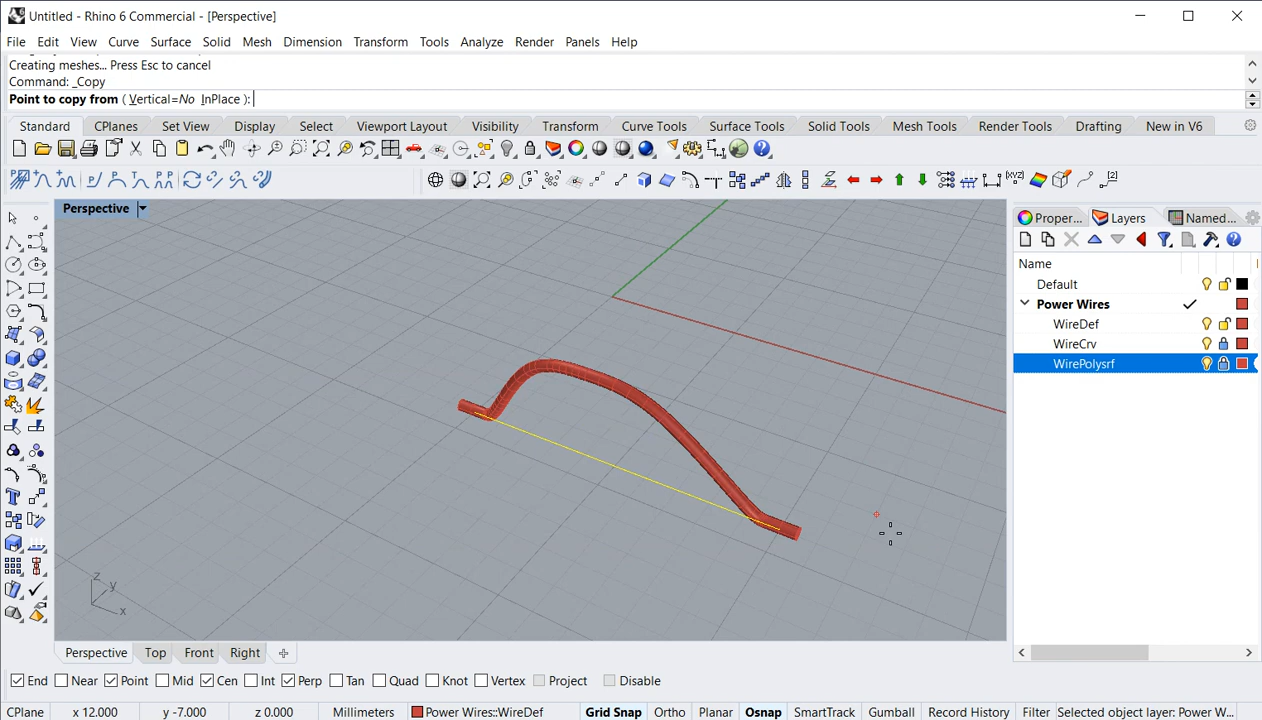 Untitled - Rhino 6 Commercial - [Perspective]
File Edit View Curve Surface Solid Mesh Dimension Transform Tools Analyze Render Panels Help
Creating meshes... Press Esc to cancel
Command: _Copy
Point to copy from ( Vertical=No InPlace ):
Standard CPlanes Set View Display Select Viewport Layout Visibility Transform Curve Tools Surface Tools Solid Tools Mesh Tools Render Tools Drafting New in V6
Perspective
Proper... Layers Named...
Name
Default
Power Wires
WireDef
WireCrv
WirePolysrf
z
y
x
Perspective Top Front Right
End Near Point Mid Cen Int Perp Tan Quad Knot Vertex Project Disable
CPlane x 12.000 y -7.000 z 0.000 Millimeters Power Wires::WireDef Grid Snap Ortho Planar Osnap SmartTrack Gumball Record History Filter Selected object layer: Power W...